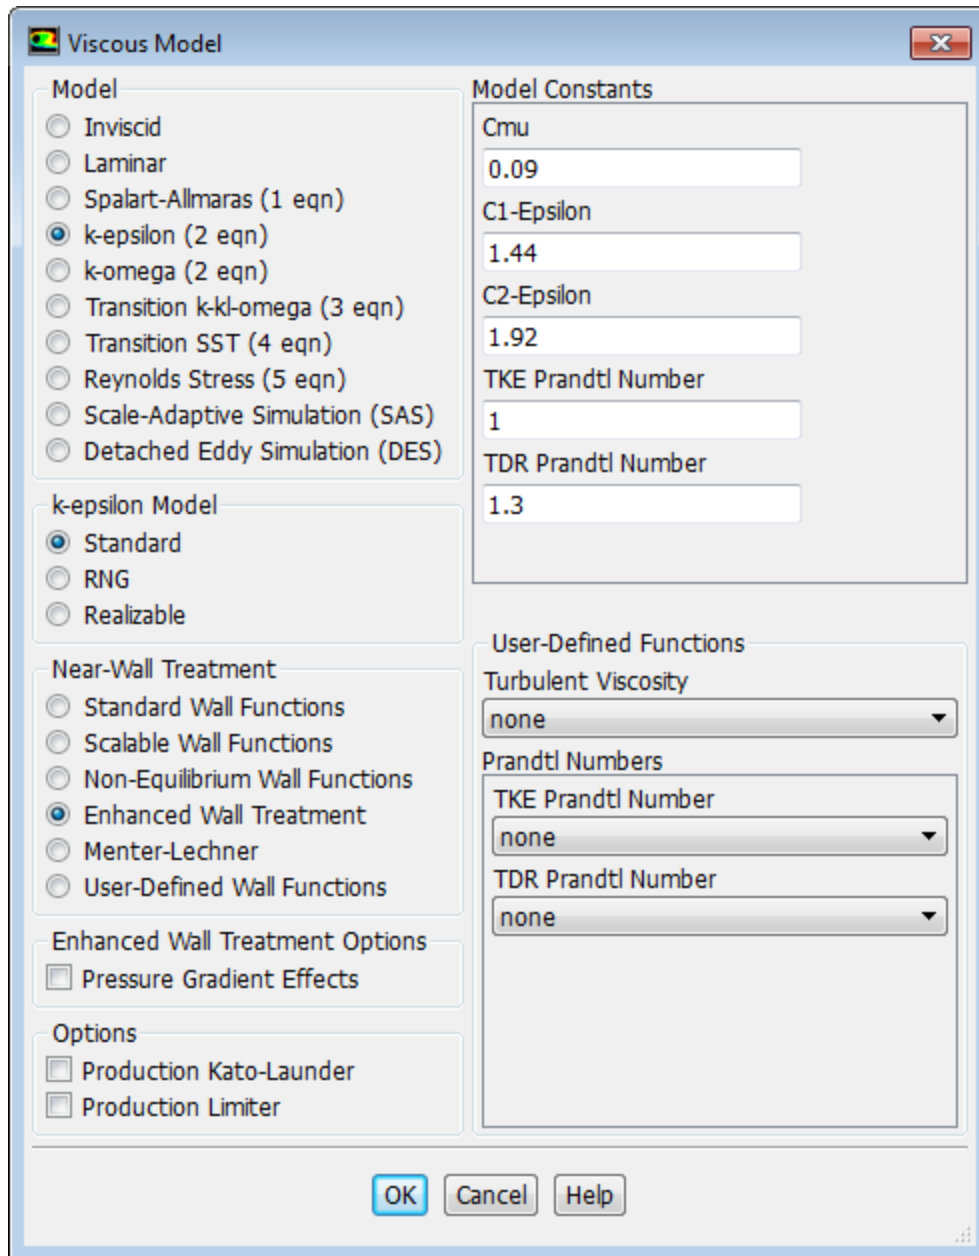 Viscous Model
Model
Inviscid
Laminar
Spalart-Allmaras (1 eqn)
k-epsilon (2 eqn)
k-omega (2 eqn)
Transition k-kl-omega (3 eqn)
Transition SST (4 eqn)
Reynolds Stress (5 eqn)
Scale-Adaptive Simulation (SAS)
Detached Eddy Simulation (DES)
k-epsilon Model
Standard
RNG
Realizable
Near-Wall Treatment
Standard Wall Functions
Scalable Wall Functions
Non-Equilibrium Wall Functions
Enhanced Wall Treatment
Menter-Lechner
User-Defined Wall Functions
Enhanced Wall Treatment Options
Pressure Gradient Effects
Options
Production Kato-Launder
Production Limiter
Model Constants
Cmu
0.09
C1-Epsilon
1.44
C2-Epsilon
1.92
TKE Prandtl Number
1
TDR Prandtl Number
1.3
User-Defined Functions
Turbulent Viscosity
none
Prandtl Numbers
TKE Prandtl Number
none
TDR Prandtl Number
none
OK
Cancel
Help